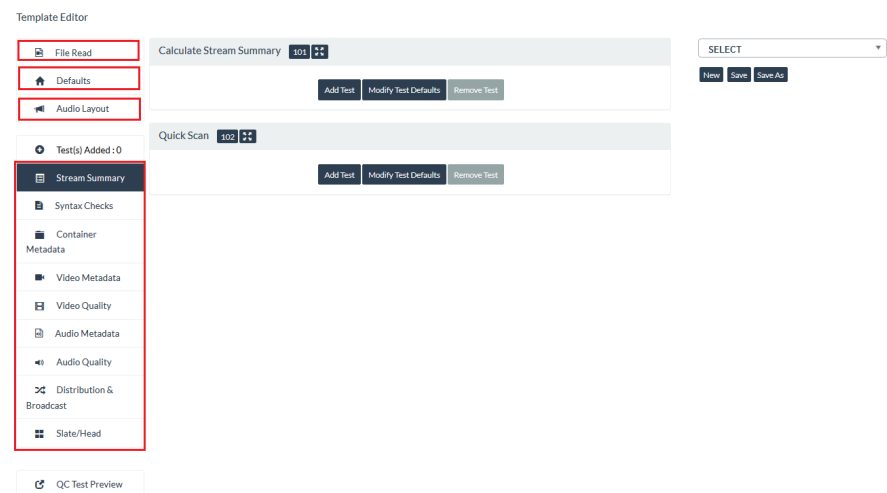 Template Editor
File Read
Defaults
Audio Layout
Test(s) Added : 0
Stream Summary
Syntax Checks
Container
Metadata
Video Metadata
Video Quality
Audio Metadata
Audio Quality
Distribution &
Broadcast
Slate/Head
QC Test Preview
Calculate Stream Summary 101
Add Test Modify Test Defaults Remove Test
Quick Scan 102
Add Test Modify Test Defaults Remove Test
SELECT
New Save Save As